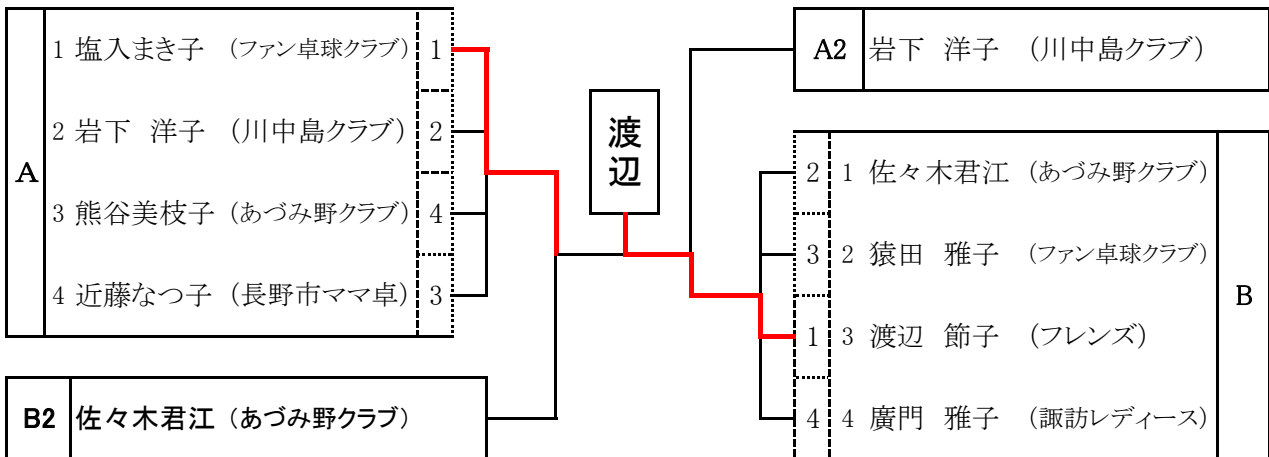 A
1 塩入まき子 (ファン卓球クラブ) 1
2 岩下 洋子 (川中島クラブ) 2
3 熊谷美枝子 (あづみ野クラブ) 4
4 近藤なつ子 (長野市ママ卓) 3
B2 佐々木君江 (あづみ野クラブ)
渡辺
A2 岩下 洋子 (川中島クラブ)
2 1 佐々木君江 (あづみ野クラブ)
3 2 猿田 雅子 (ファン卓球クラブ)
1 3 渡辺 節子 (フレンズ)
4 4 廣門 雅子 (諏訪レディース)
B